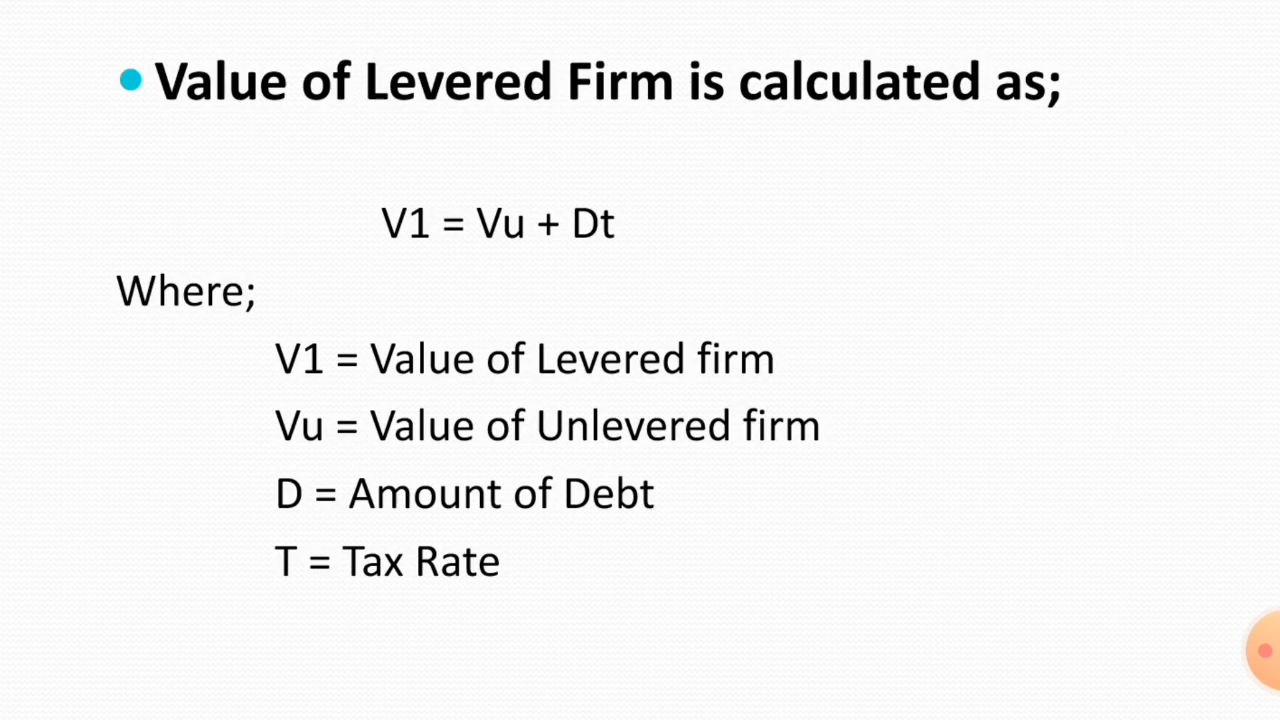 Value of Levered Firm is calculated as;
V1 = Vu + Dt
Where;
V1 = Value of Levered firm
Vu = Value of Unlevered firm
D = Amount of Debt
T = Tax Rate